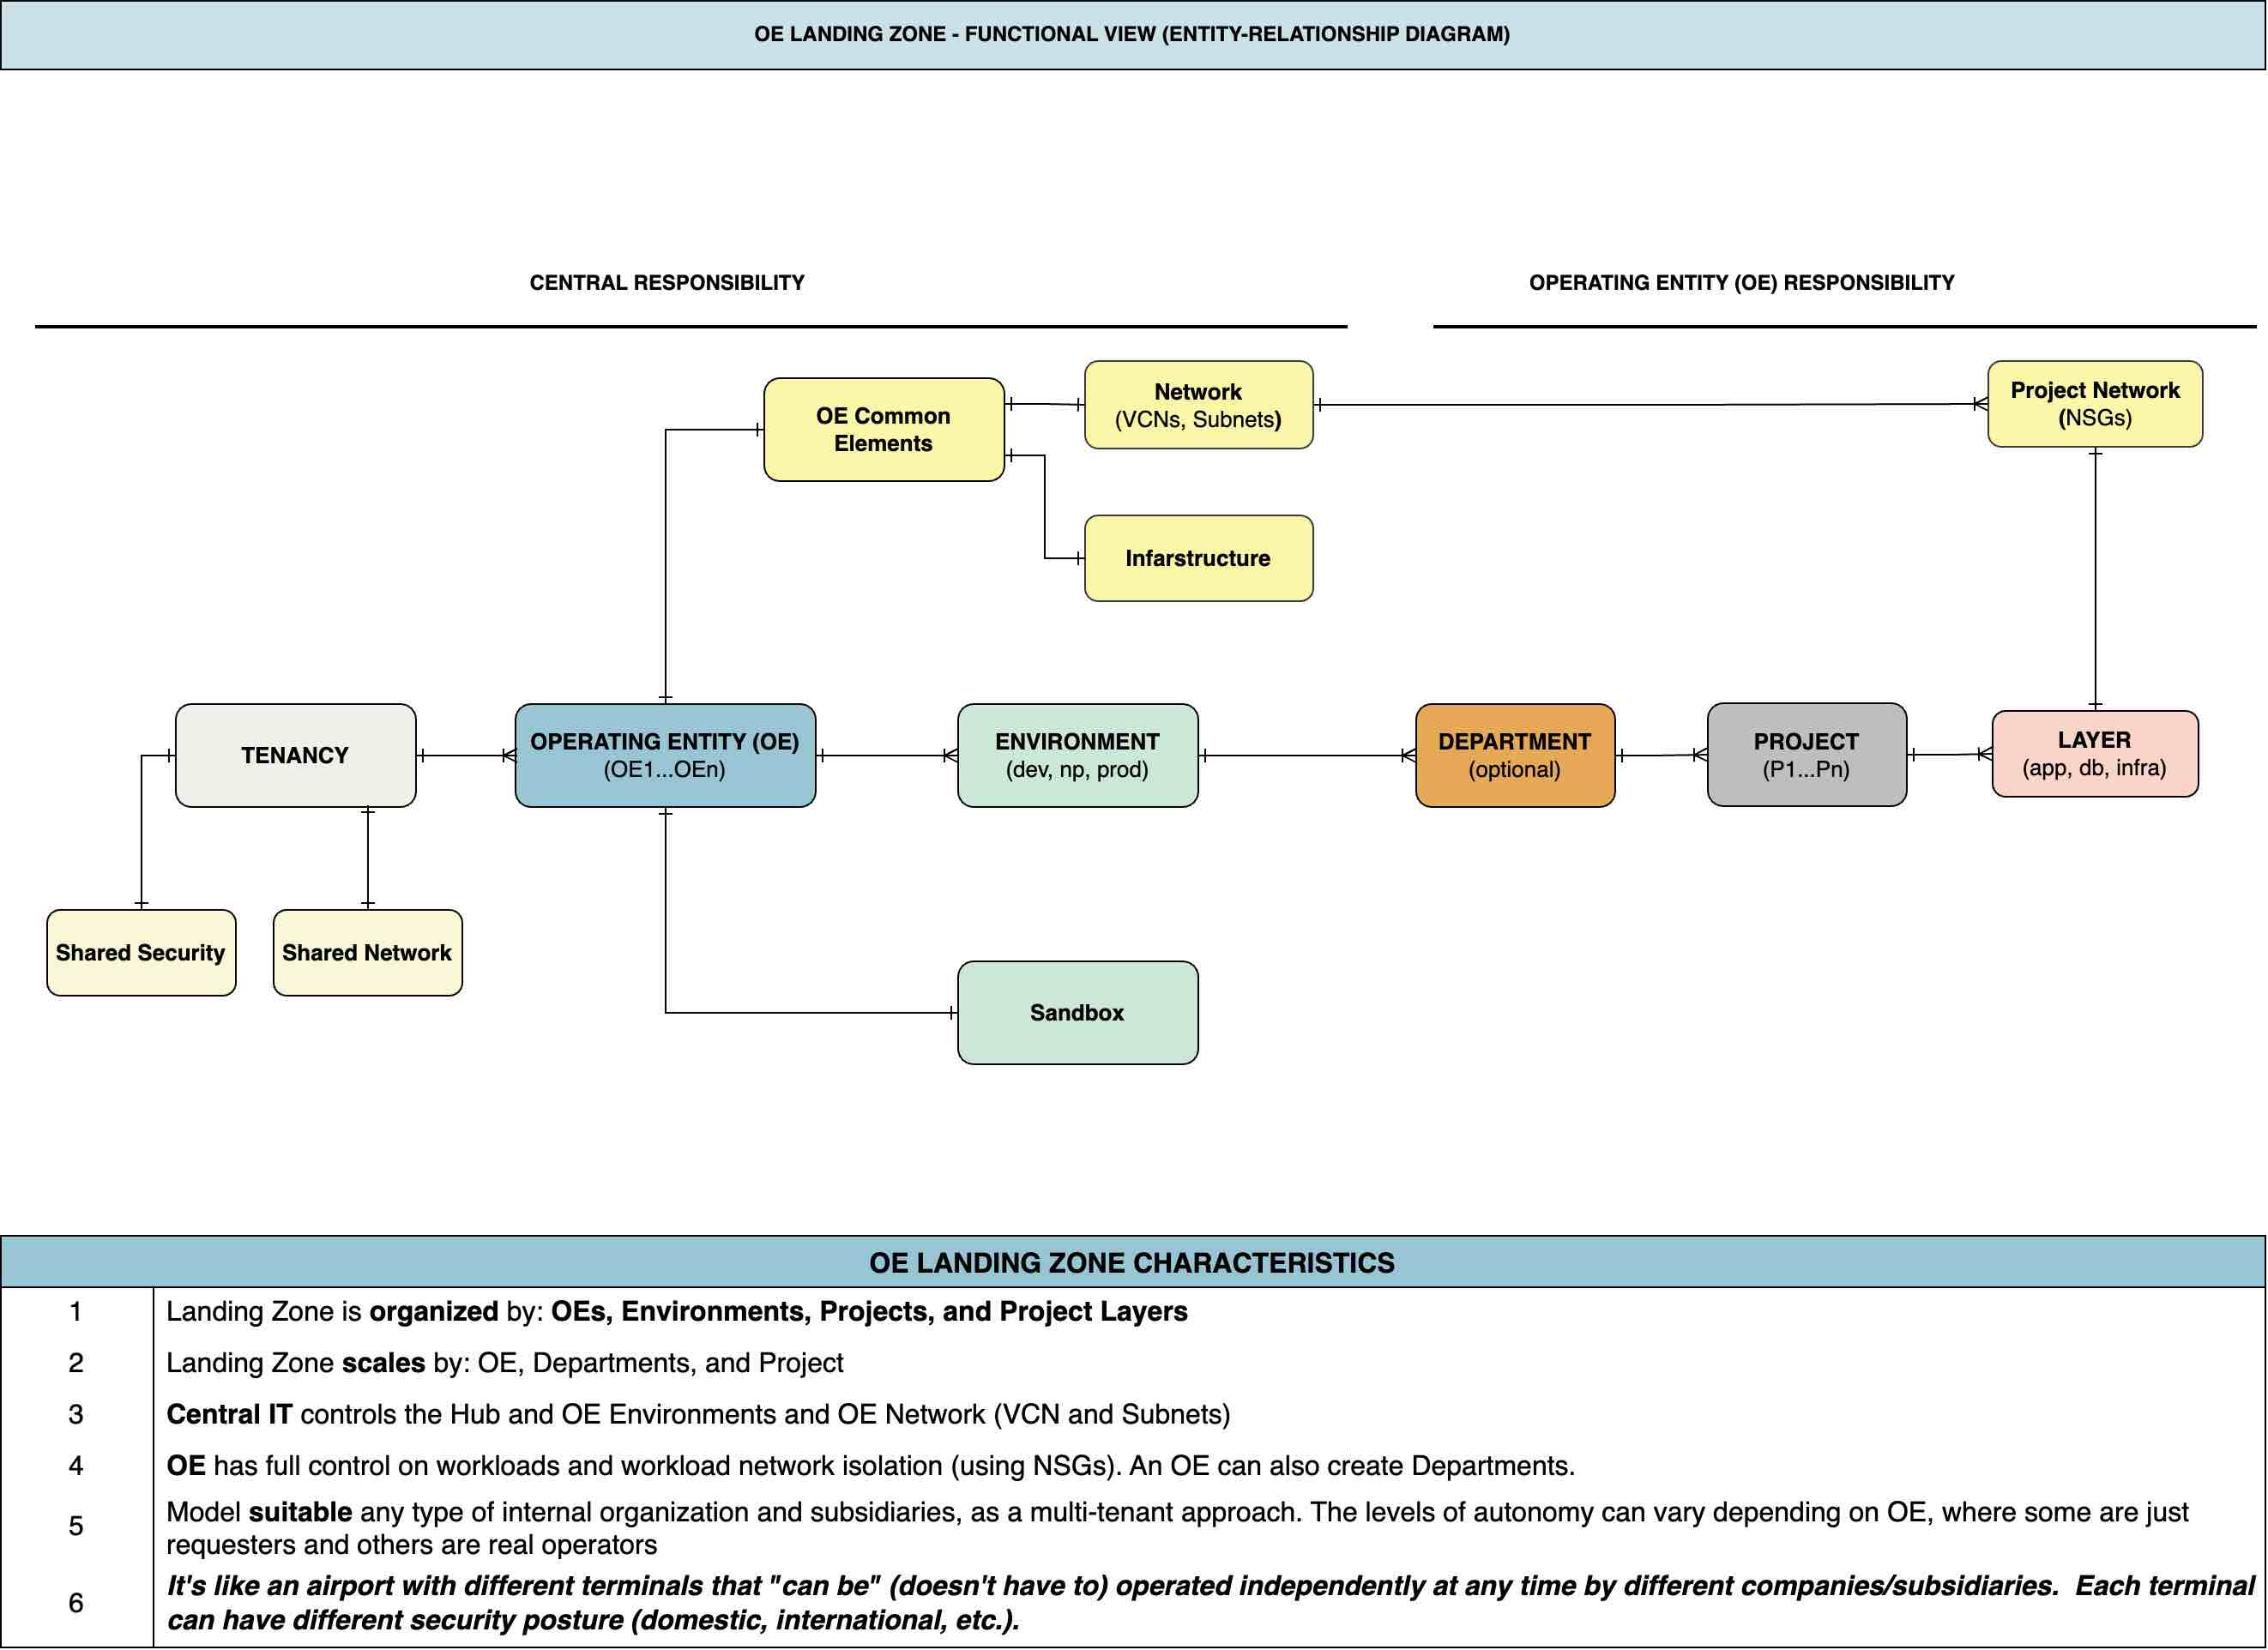 OE LANDING ZONE - FUNCTIONAL VIEW (ENTITY-RELATIONSHIP DIAGRAM)
CENTRAL RESPONSIBILITY
OPERATING ENTITY (OE) RESPONSIBILITY
OE Common
Elements
Network
(VCNs, Subnets)
Project Network
(NSGs)
Infarstructure
TENANCY
OPERATING ENTITY (OE)
(OE1...OEn)
ENVIRONMENT
(dev, np, prod)
DEPARTMENT
(optional)
PROJECT
(P1...Pn)
LAYER
(app, db, infra)
Shared Security
Shared Network
Sandbox
OE LANDING ZONE CHARACTERISTICS
1 Landing Zone is organized by: OEs, Environments, Projects, and Project Layers
2 Landing Zone scales by: OE, Departments, and Project
3 Central IT controls the Hub and OE Environments and OE Network (VCN and Subnets)
4 OE has full control on workloads and workload network isolation (using NSGs). An OE can also create Departments.
5 Model suitable any type of internal organization and subsidiaries, as a multi-tenant approach. The levels of autonomy can vary depending on OE, where some are just
requesters and others are real operators
6 It's like an airport with different terminals that "can be" (doesn't have to) operated independently at any time by different companies/subsidiaries.  Each terminal
can have different security posture (domestic, international, etc.).